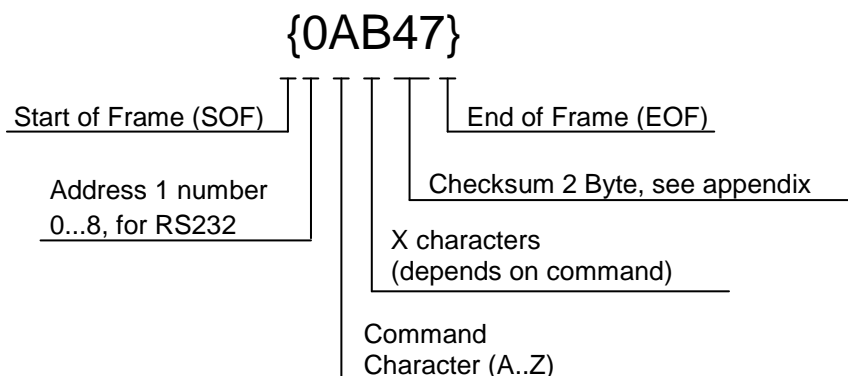 {0AB47}
Start of Frame (SOF)
End of Frame (EOF)
Address 1 number
0...8, for RS232
Checksum 2 Byte, see appendix
X characters
(depends on command)
Command
Character (A..Z)